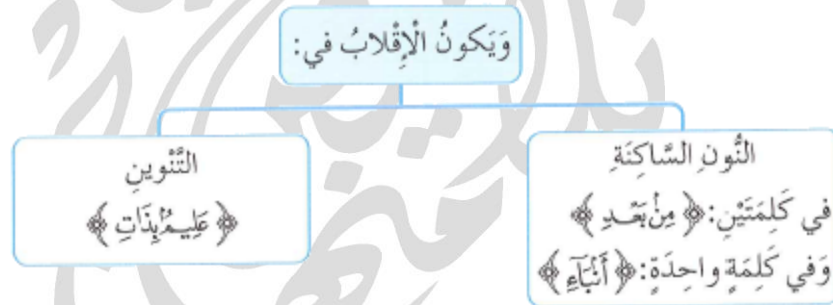 وَيَكونُ الْإِقْلابُ في:
النُّونِ السَّاكِنَةِ
في كَلِمَتَيْنِ: ﴿ مِنۢ بَعۡدِ ﴾
وَفي كَلِمَةٍ واحِدَةٍ: ﴿ أَنۢبَآءِ ﴾
التَّنْوينِ
﴿ عَلِيمُۢ بِذَاتِ ﴾